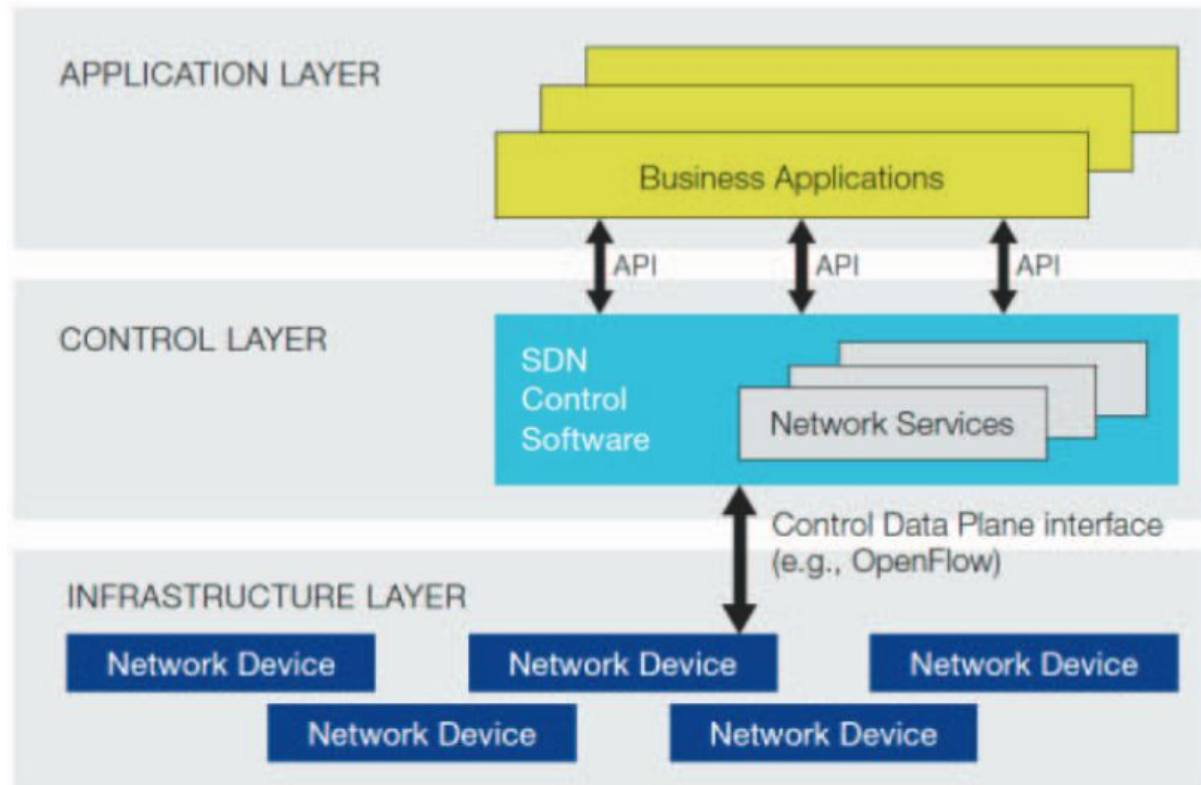 APPLICATION LAYER
Business Applications
API
API
API
CONTROL LAYER
SDN
Control
Software
Network Services
Control Data Plane interface
(e.g., OpenFlow)
INFRASTRUCTURE LAYER
Network Device
Network Device
Network Device
Network Device
Network Device